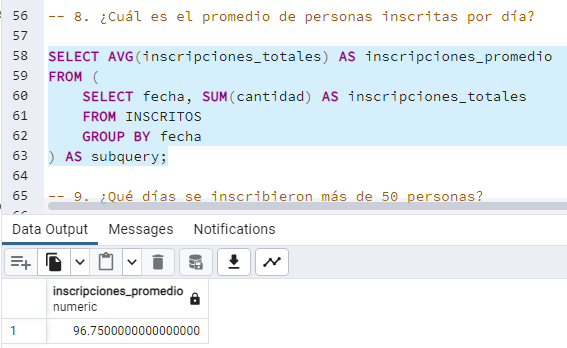 56 -- 8. ¿Cuál es el promedio de personas inscritas por día?
57
58 SELECT AVG(inscripciones_totales) AS inscripciones_promedio
59 FROM (
60 SELECT fecha, SUM(cantidad) AS inscripciones_totales
61 FROM INSCRITOS
62 GROUP BY fecha
63 ) AS subquery;
64
65 -- 9. ¿Qué días se inscribieron más de 50 personas?
Data Output Messages Notifications
inscripciones_promedio
numeric
1 96.7500000000000000